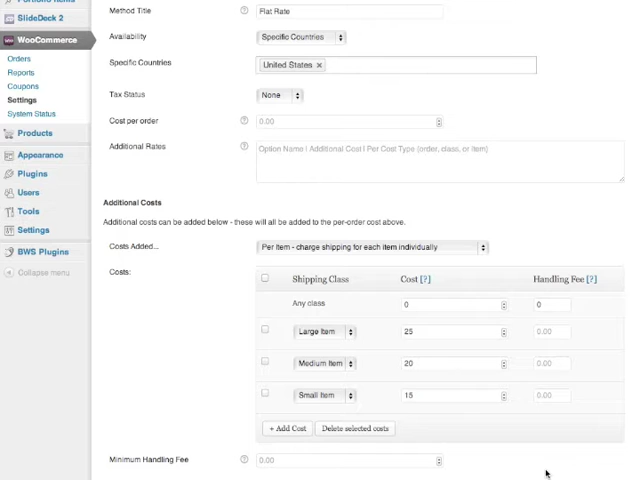 Portfolio Items
SlideDeck 2
WooCommerce
Orders
Reports
Coupons
Settings
System Status
Products
Appearance
Plugins
Users
Tools
Settings
BWS Plugins
Collapse menu
Method Title ? Flat Rate
Availability Specific Countries
Specific Countries United States ×
Tax Status None
Cost per order ? 0.00
Additional Rates ? Option Name | Additional Cost | Per Cost Type (order, class, or item)
Additional Costs
Additional costs can be added below - these will all be added to the per-order cost above.
Costs Added... Per Item - charge shipping for each item individually
Costs: Shipping Class Cost [?] Handling Fee [?]
Any class 0 0
Large Item 25 0.00
Medium Item 20 0.00
Small Item 15 0.00
+ Add Cost Delete selected costs
Minimum Handling Fee ? 0.00